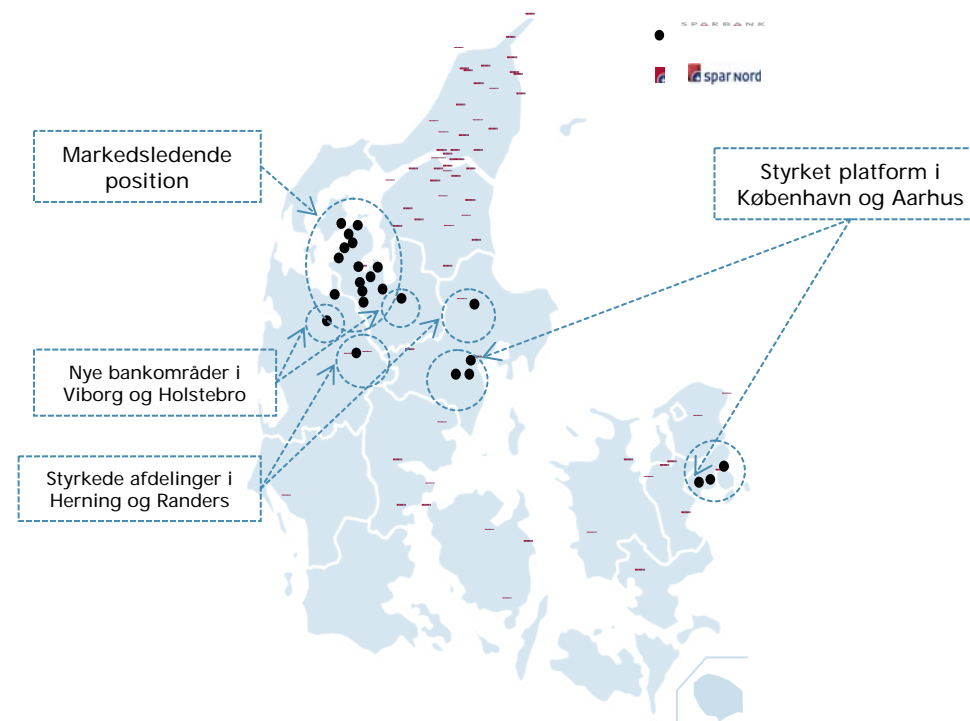 SPARBANK
spar nord
Markedsledende
position
Styrket platform i
København og Aarhus
Nye bankområder i
Viborg og Holstebro
Styrkede afdelinger i
Herning og Randers